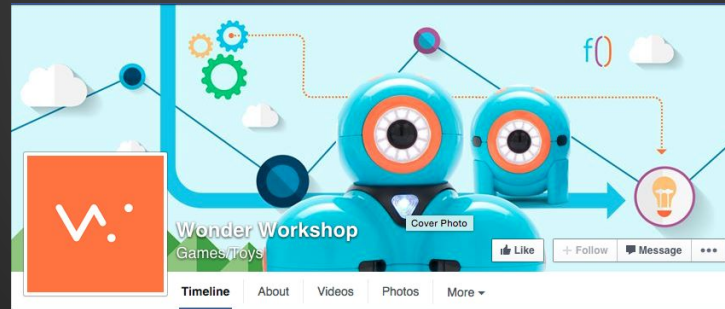 f()
Wonder Workshop
Cover Photo
Games/Toys
Like
Follow
Message
Timeline
About
Videos
Photos
More